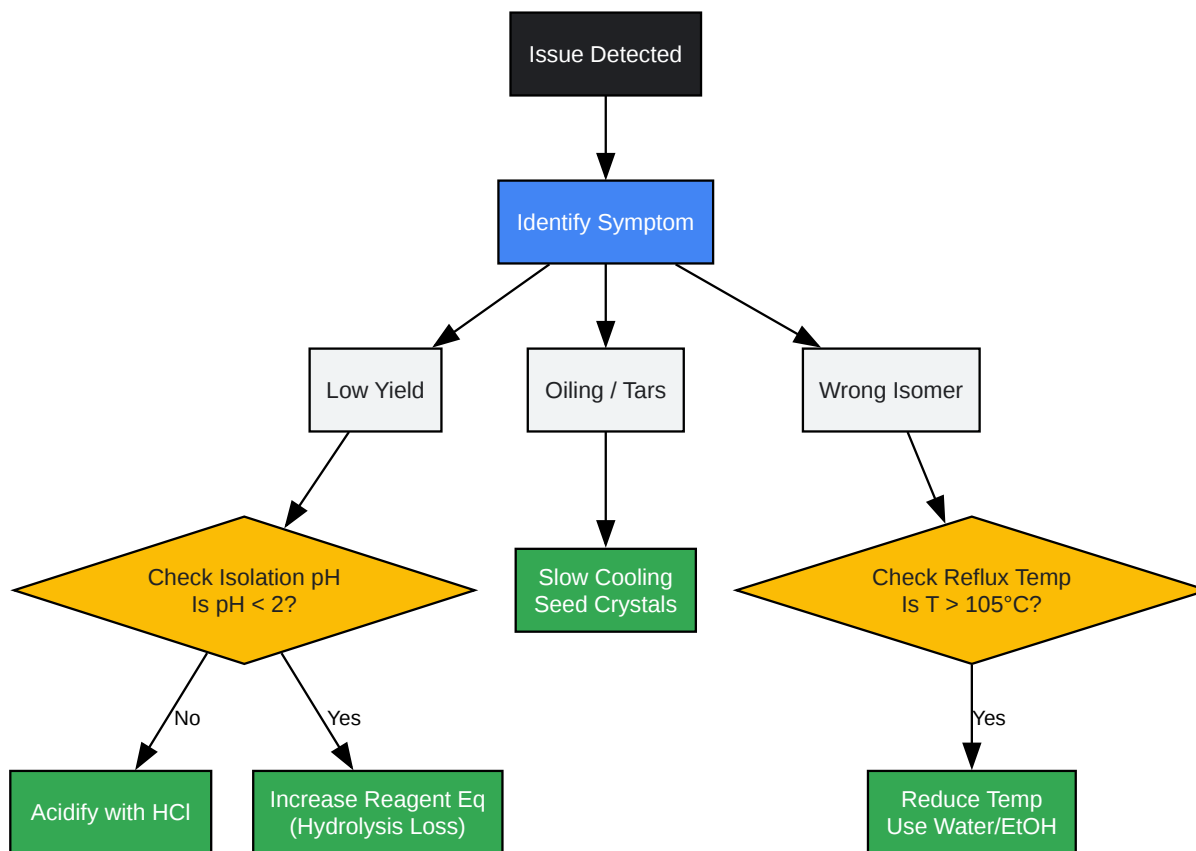 Issue Detected
Identify Symptom
Low Yield
Oiling / Tars
Wrong Isomer
Check Isolation pH
Is pH < 2?
Slow Cooling
Seed Crystals
Check Reflux Temp
Is T > 105°C?
No
Yes
Yes
Acidify with HCl
Increase Reagent Eq
(Hydrolysis Loss)
Reduce Temp
Use Water/EtOH